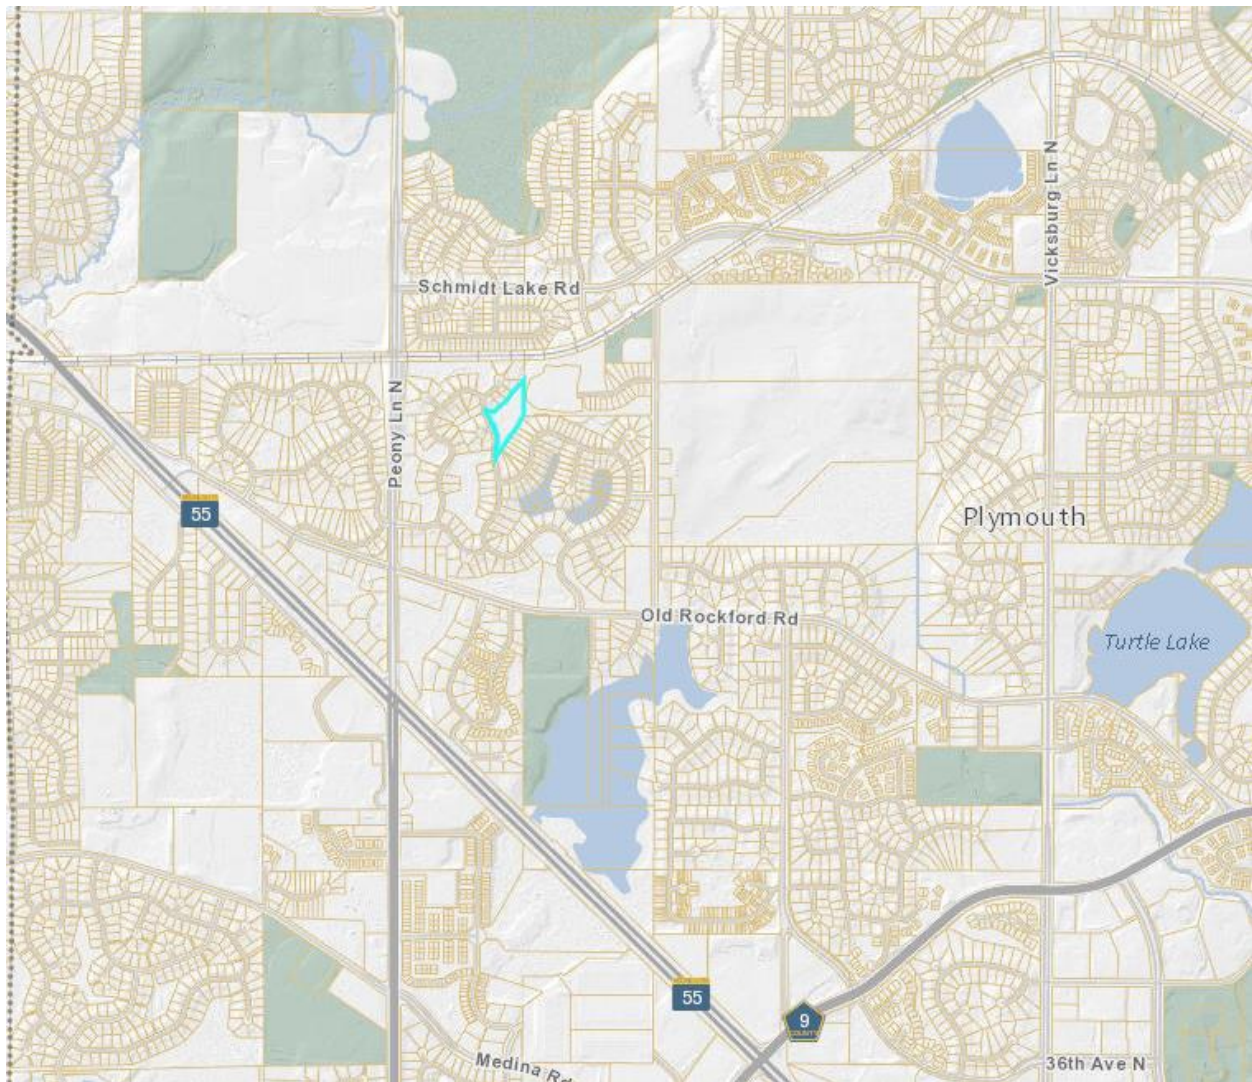 Vicksburg Ln N
Schmidt Lake Rd
Peony Ln N
55
Plymouth
Old Rockford Rd
Turtle Lake
55
9
COUNTY
Medina Rd
36th Ave N